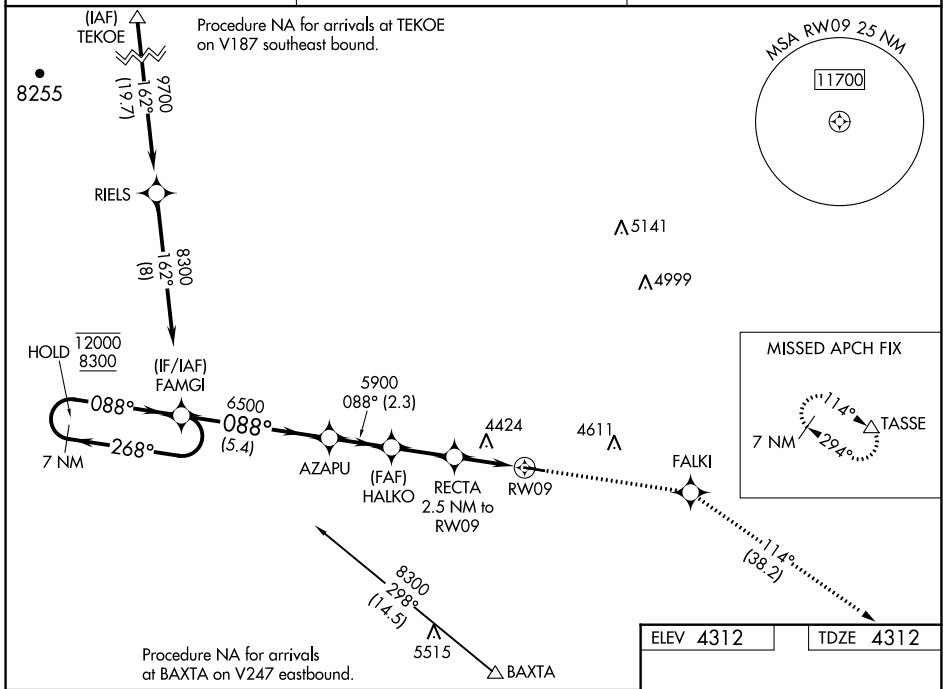 (IAF)
TEKOE
Procedure NA for arrivals at TEKOE
on V187 southeast bound.
MSA RW09 25 NM
11700
8255
9700
162°
(19.7)
RIELS
5141
4999
8300
162°
(8)
HOLD
12000
8300
(IF/IAF)
FAMGI
088°
268°
7 NM
6500
088°
(5.4)
5900
088° (2.3)
AZAPU
(FAF)
HALKO
RECTA
2.5 NM to
RW09
4424
RW09
4611
FALKI
114°
(38.2)
MISSED APCH FIX
114°
TASSE
7 NM
294°
8300
298°
(14.5)
5515
BAXTA
Procedure NA for arrivals
at BAXTA on V247 eastbound.
ELEV 4312
TDZE 4312